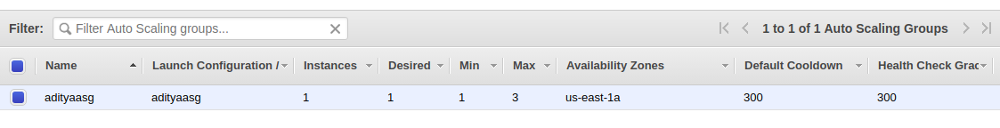 Filter: Filter Auto Scaling groups... 1 to 1 of 1 Auto Scaling Groups
Name Launch Configuration / Instances Desired Min Max Availability Zones Default Cooldown Health Check Grac
adityaasg adityaasg 1 1 1 3 us-east-1a 300 300